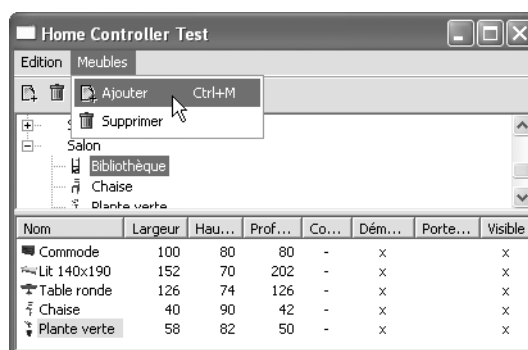 Home Controller Test
Edition Meubles
Ajouter Ctrl+M
Supprimer
Salon
Bibliothèque
Chaise
Plante verte
Nom Largeur Hau... Prof... Co... Dém... Porte... Visible
Commode 100 80 80 - x x
Lit 140x190 152 70 202 - x x
Table ronde 126 74 126 - x x
Chaise 40 90 42 - x x
Plante verte 58 82 50 - x x